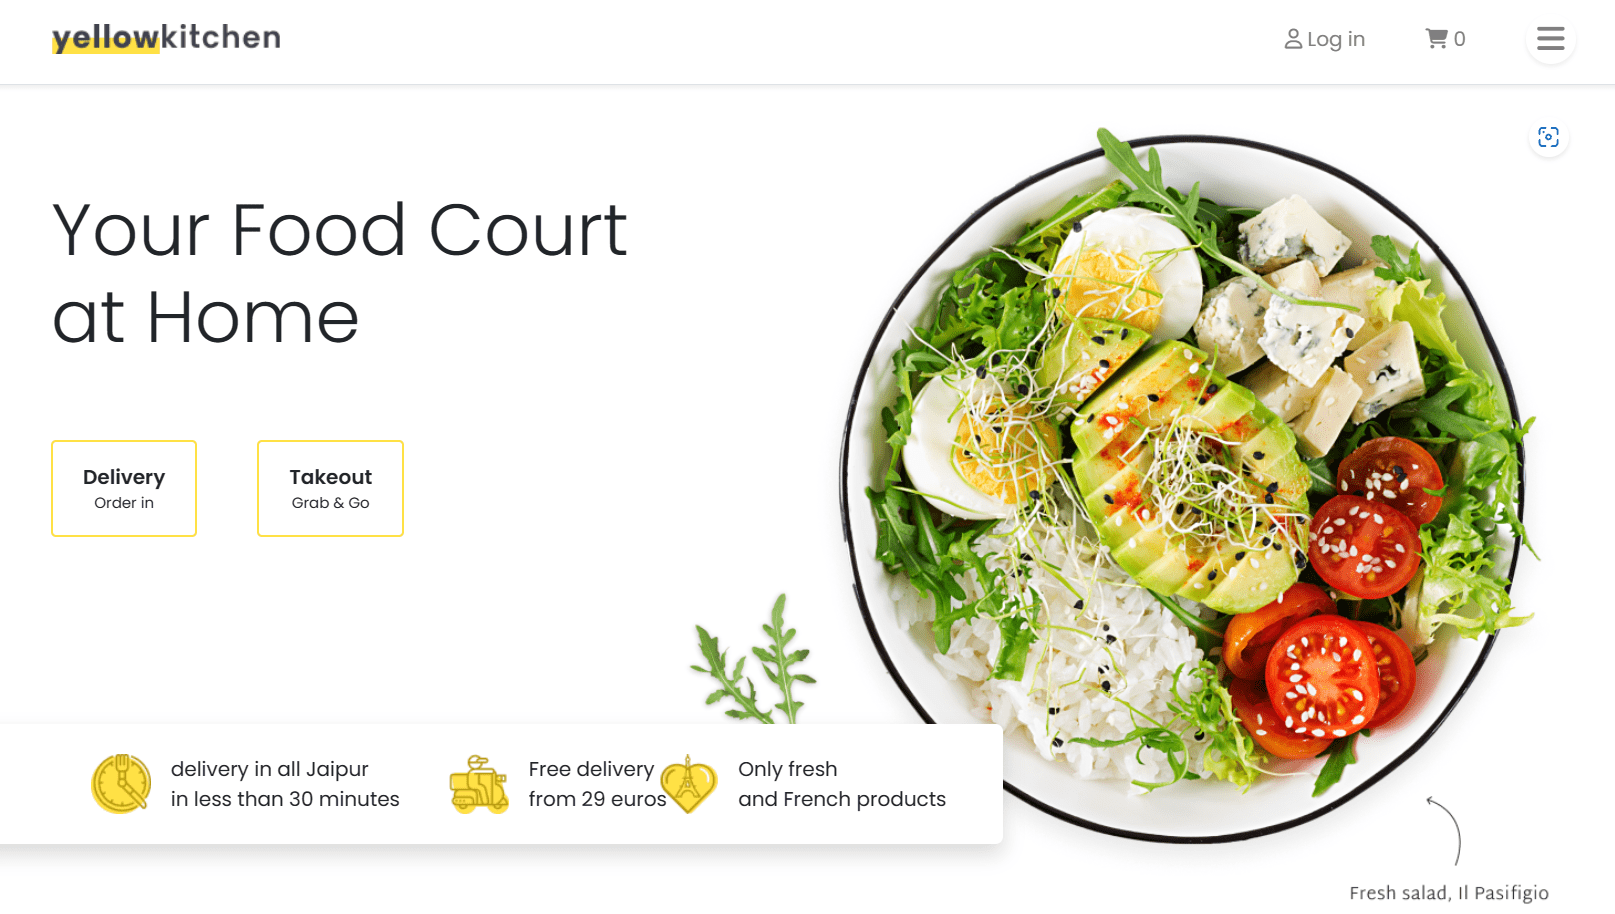 yellowkitchen
Log in
0
Your Food Court
at Home
Delivery
Order in
Takeout
Grab & Go
delivery in all Jaipur
in less than 30 minutes
Free delivery
from 29 euros
Only fresh
and French products
Fresh salad, Il Pasifigio